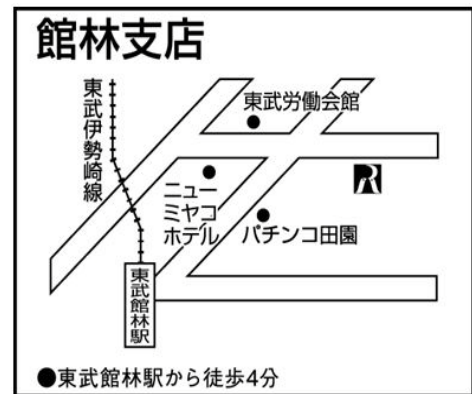 館林支店
東武伊勢崎線
東武労働会館
ニュー
ミヤコ
ホテル
パチンコ田園
R
東武館林駅
●東武館林駅から徒歩4分